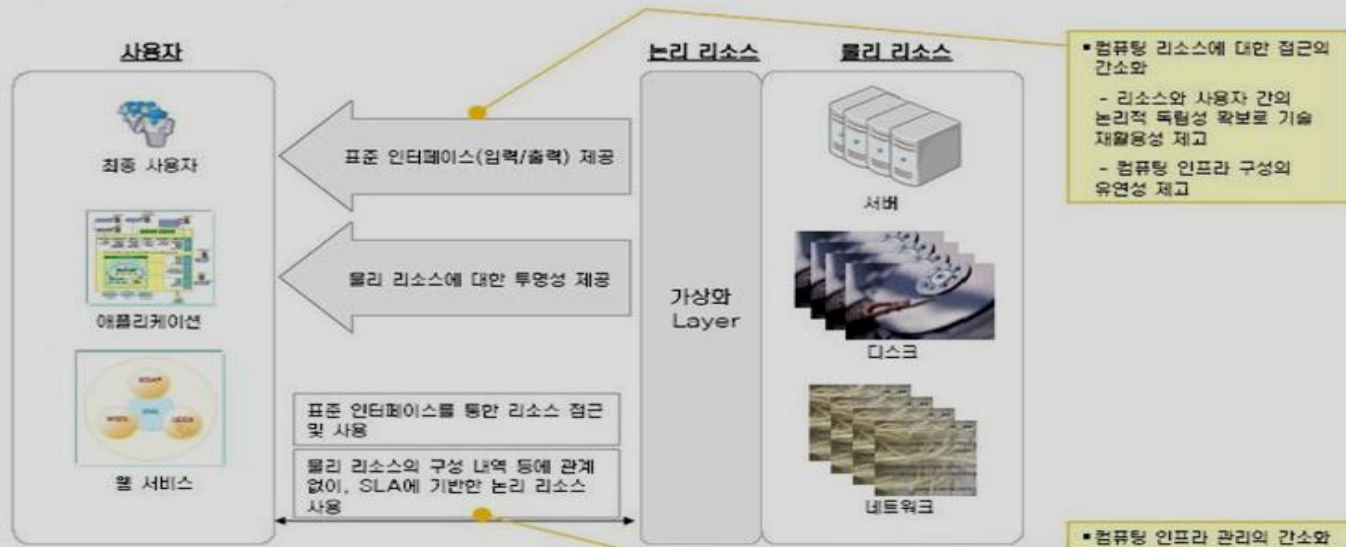 사용자
논리 리소스
물리 리소스
최종 사용자
애플리케이션
웹 서비스
표준 인터페이스(입력/출력) 제공
물리 리소스에 대한 투명성 제공
표준 인터페이스를 통한 리소스 접근
및 사용
물리 리소스의 구성 내역 등에 관계
없이, SLA에 기반한 논리 리소스
사용
가상화
Layer
서버
디스크
네트워크
▪컴퓨팅 리소스에 대한 접근의
간소화
- 리소스와 사용자 간의
논리적 독립성 확보로 기술
재활용성 제고
- 컴퓨팅 인프라 구성의
유연성 제고
▪컴퓨팅 인프라 관리의 간소화